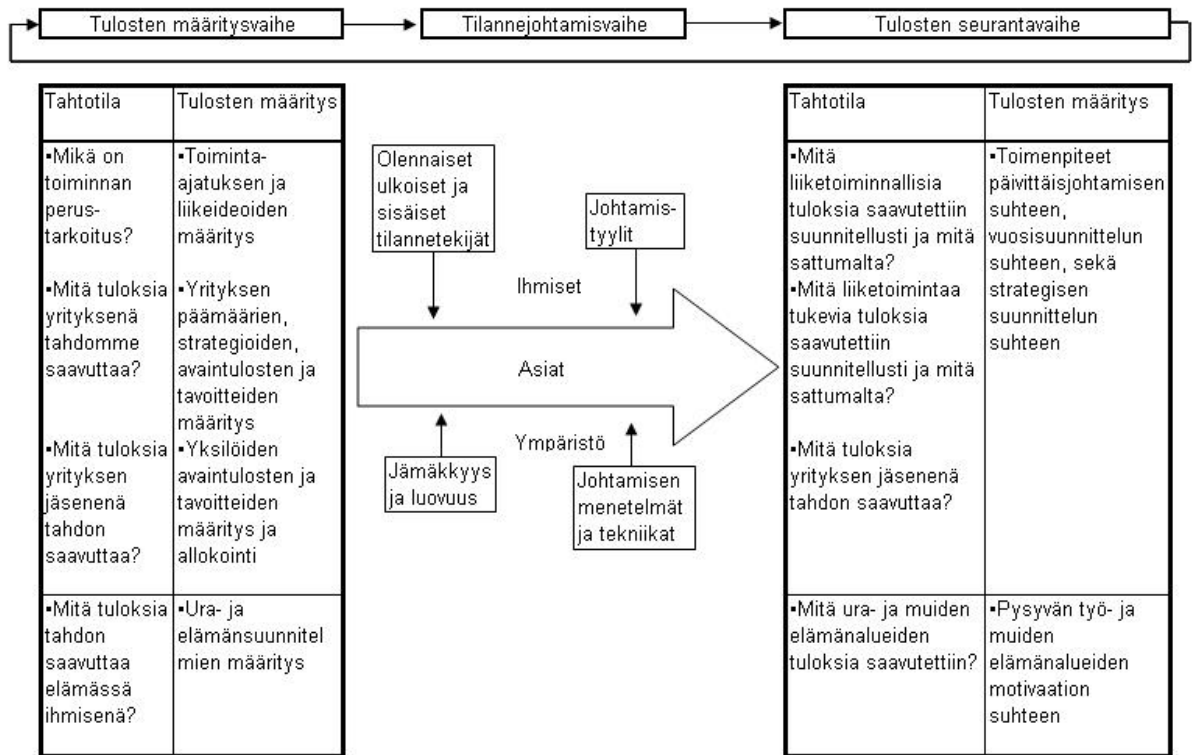 Tulosten määritysvaihe
Tilannejohtamisvaihe
Tulosten seurantavaihe
Tahtotila
Tulosten määritys
▪Mikä on
toiminnan
perus-
tarkoitus?
▪Toiminta-
ajatuksen ja
liikeideoiden
määritys
▪Mitä tuloksia
yrityksenä
tahdomme
saavuttaa?
▪Yrityksen
päämäärien,
strategioiden,
avaintulosten ja
tavoitteiden
määritys
▪Mitä tuloksia
yrityksen
jäsenenä
tahdon
saavuttaa?
▪Yksilöiden
avaintulosten ja
tavoitteiden
määritys ja
allokointi
▪Mitä tuloksia
tahdon
saavuttaa
elämässä
ihmisenä?
▪Ura- ja
elämänsuunnitel
mien määritys
Olennaiset
ulkoiset ja
sisäiset
tilannetekijät
Johtamis-
tyylit
Ihmiset
Asiat
Ympäristö
Jämäkkyys
ja luovuus
Johtamisen
menetelmät
ja tekniikat
Tahtotila
Tulosten määritys
▪Mitä
liiketoiminnallisia
tuloksia saavutettiin
suunnitellusti ja mitä
sattumalta?
▪Mitä liiketoimintaa
tukevia tuloksia
saavutettiin
suunnitellusti ja mitä
sattumalta?
▪Mitä tuloksia
yrityksen jäsenenä
tahdon saavuttaa?
▪Toimenpiteet
päivittäisjohtamisen
suhteen,
vuosisuunnittelun
suhteen, sekä
strategisen
suunnittelun
suhteen
▪Mitä ura- ja muiden
elämänalueiden
tuloksia saavutettiin?
▪Pysyvän työ- ja
muiden
elämänalueiden
motivaation
suhteen